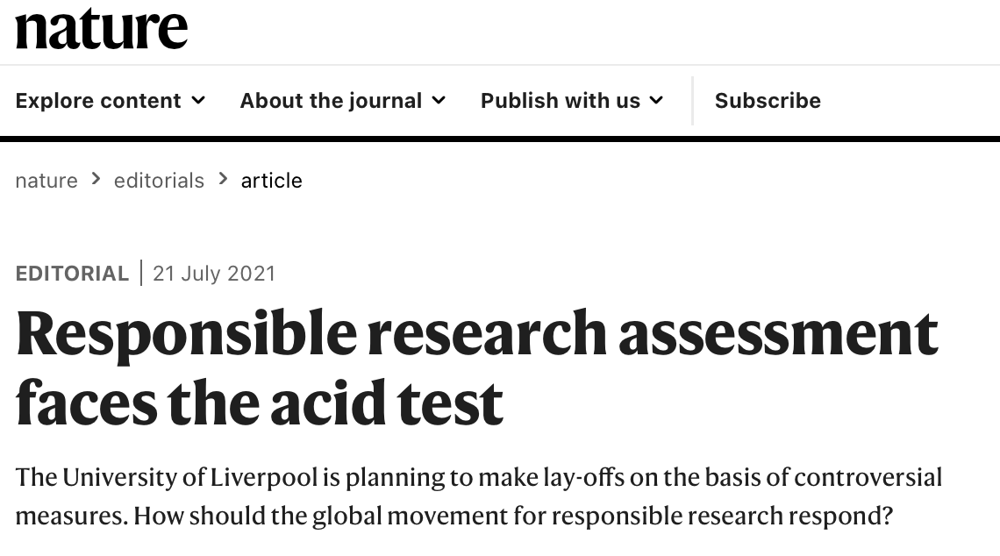 nature
Explore content About the journal Publish with us Subscribe
nature > editorials > article
EDITORIAL | 21 July 2021
Responsible research assessment
faces the acid test
The University of Liverpool is planning to make lay-offs on the basis of controversial
measures. How should the global movement for responsible research respond?